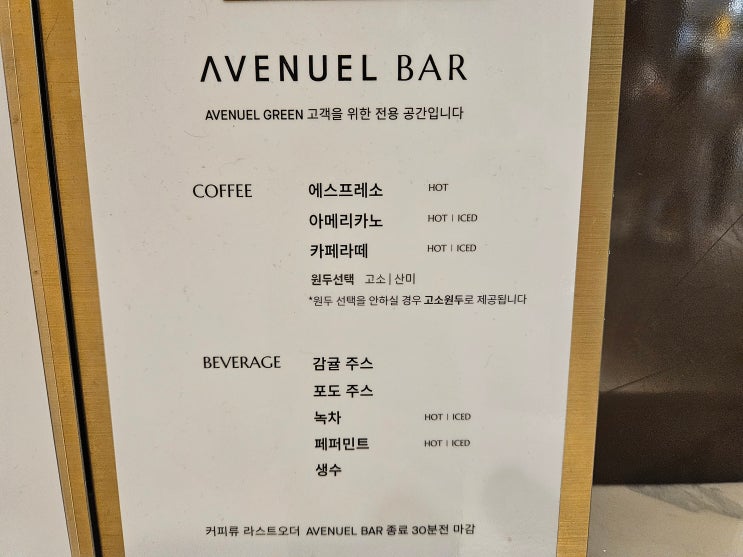 AVENUEL BAR
AVENUEL GREEN 고객을 위한 전용 공간입니다
COFFEE 에스프레소 HOT
아메리카노 HOT | ICED
카페라떼 HOT | ICED
원두선택 고소 | 산미
*원두 선택을 안하실 경우 고소원두로 제공됩니다
BEVERAGE 감귤 주스
포도 주스
녹차 HOT | ICED
페퍼민트 HOT | ICED
생수
커피류 라스트오더 AVENUEL BAR 종료 30분전 마감